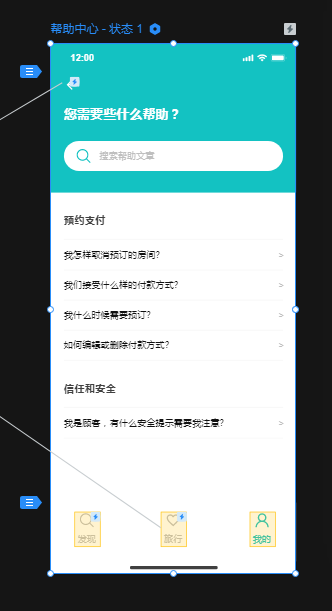 帮助中心 - 状态 1
12:00
您需要些什么帮助？
搜索帮助文章
预约支付
我怎样取消预订的房间? >
我们接受什么样的付款方式? >
我什么时候需要预订? >
如何编辑或删除付款方式? >
信任和安全
我是顾客，有什么安全提示需要我注意? >
发现 旅行 我的